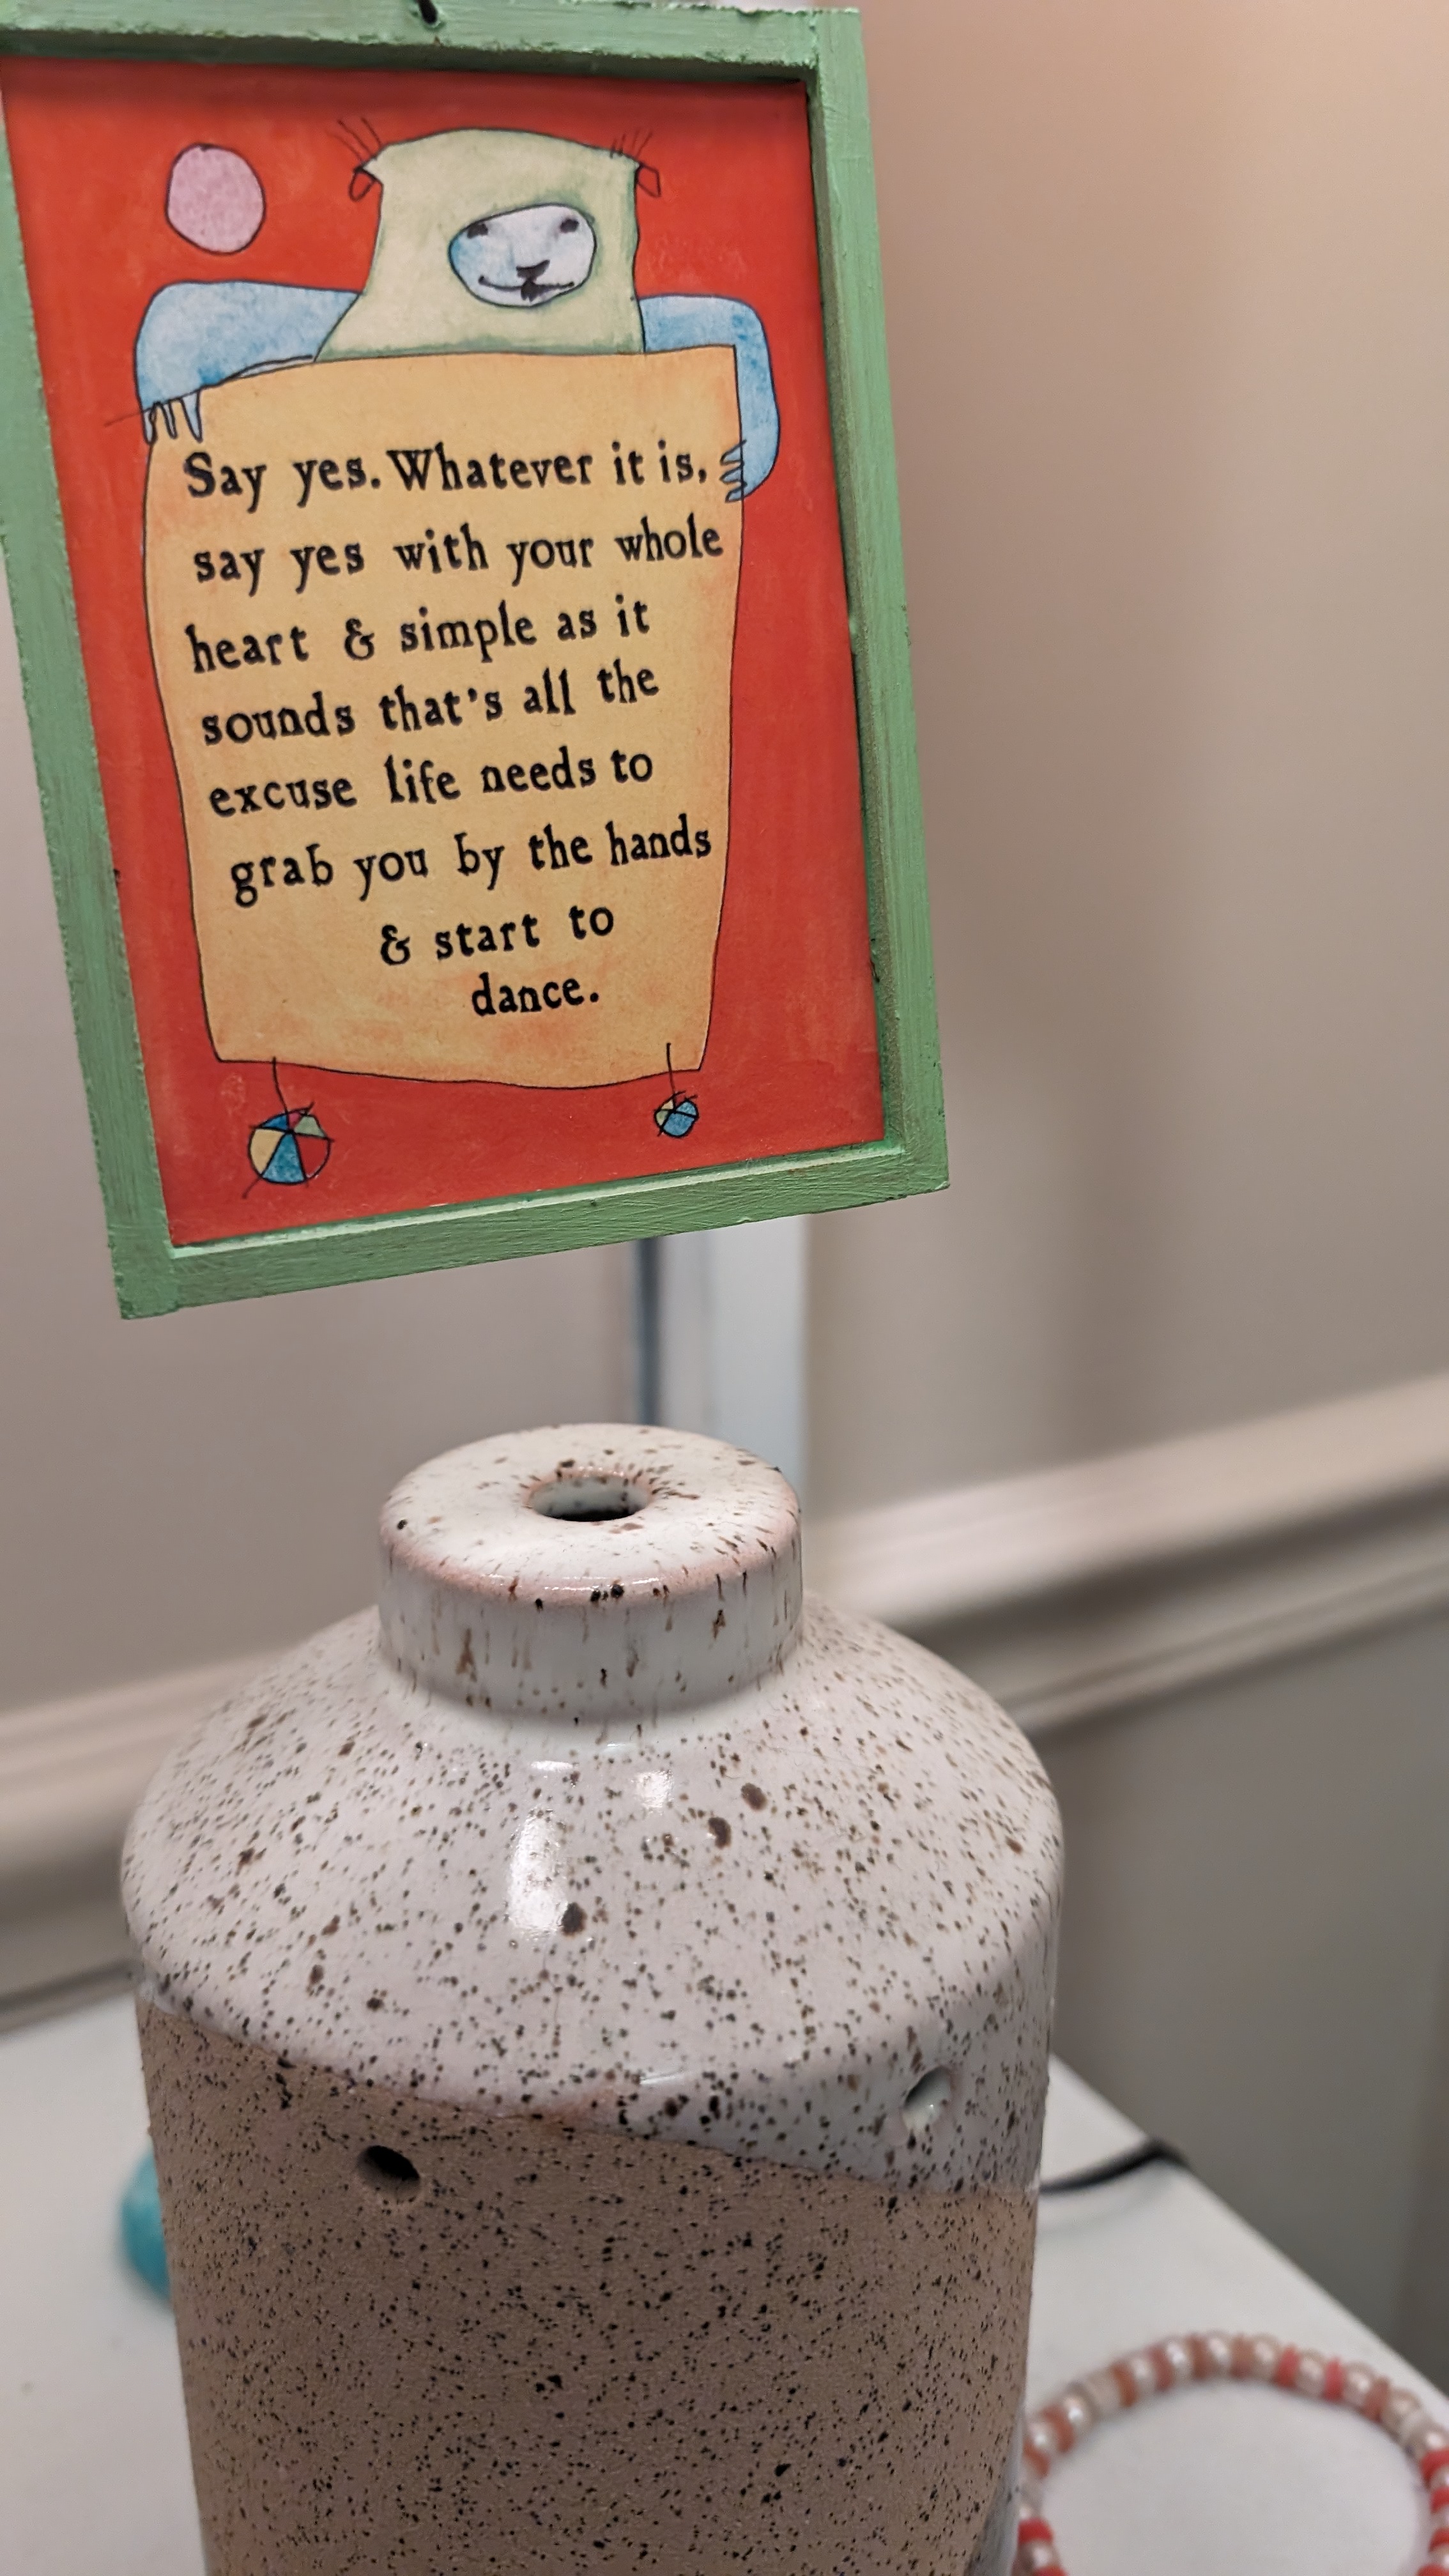 Say yes. Whatever it is,
say yes with your whole
heart & simple as it
sounds that's all the
excuse life needs to
grab you by the hands
& start to
dance.